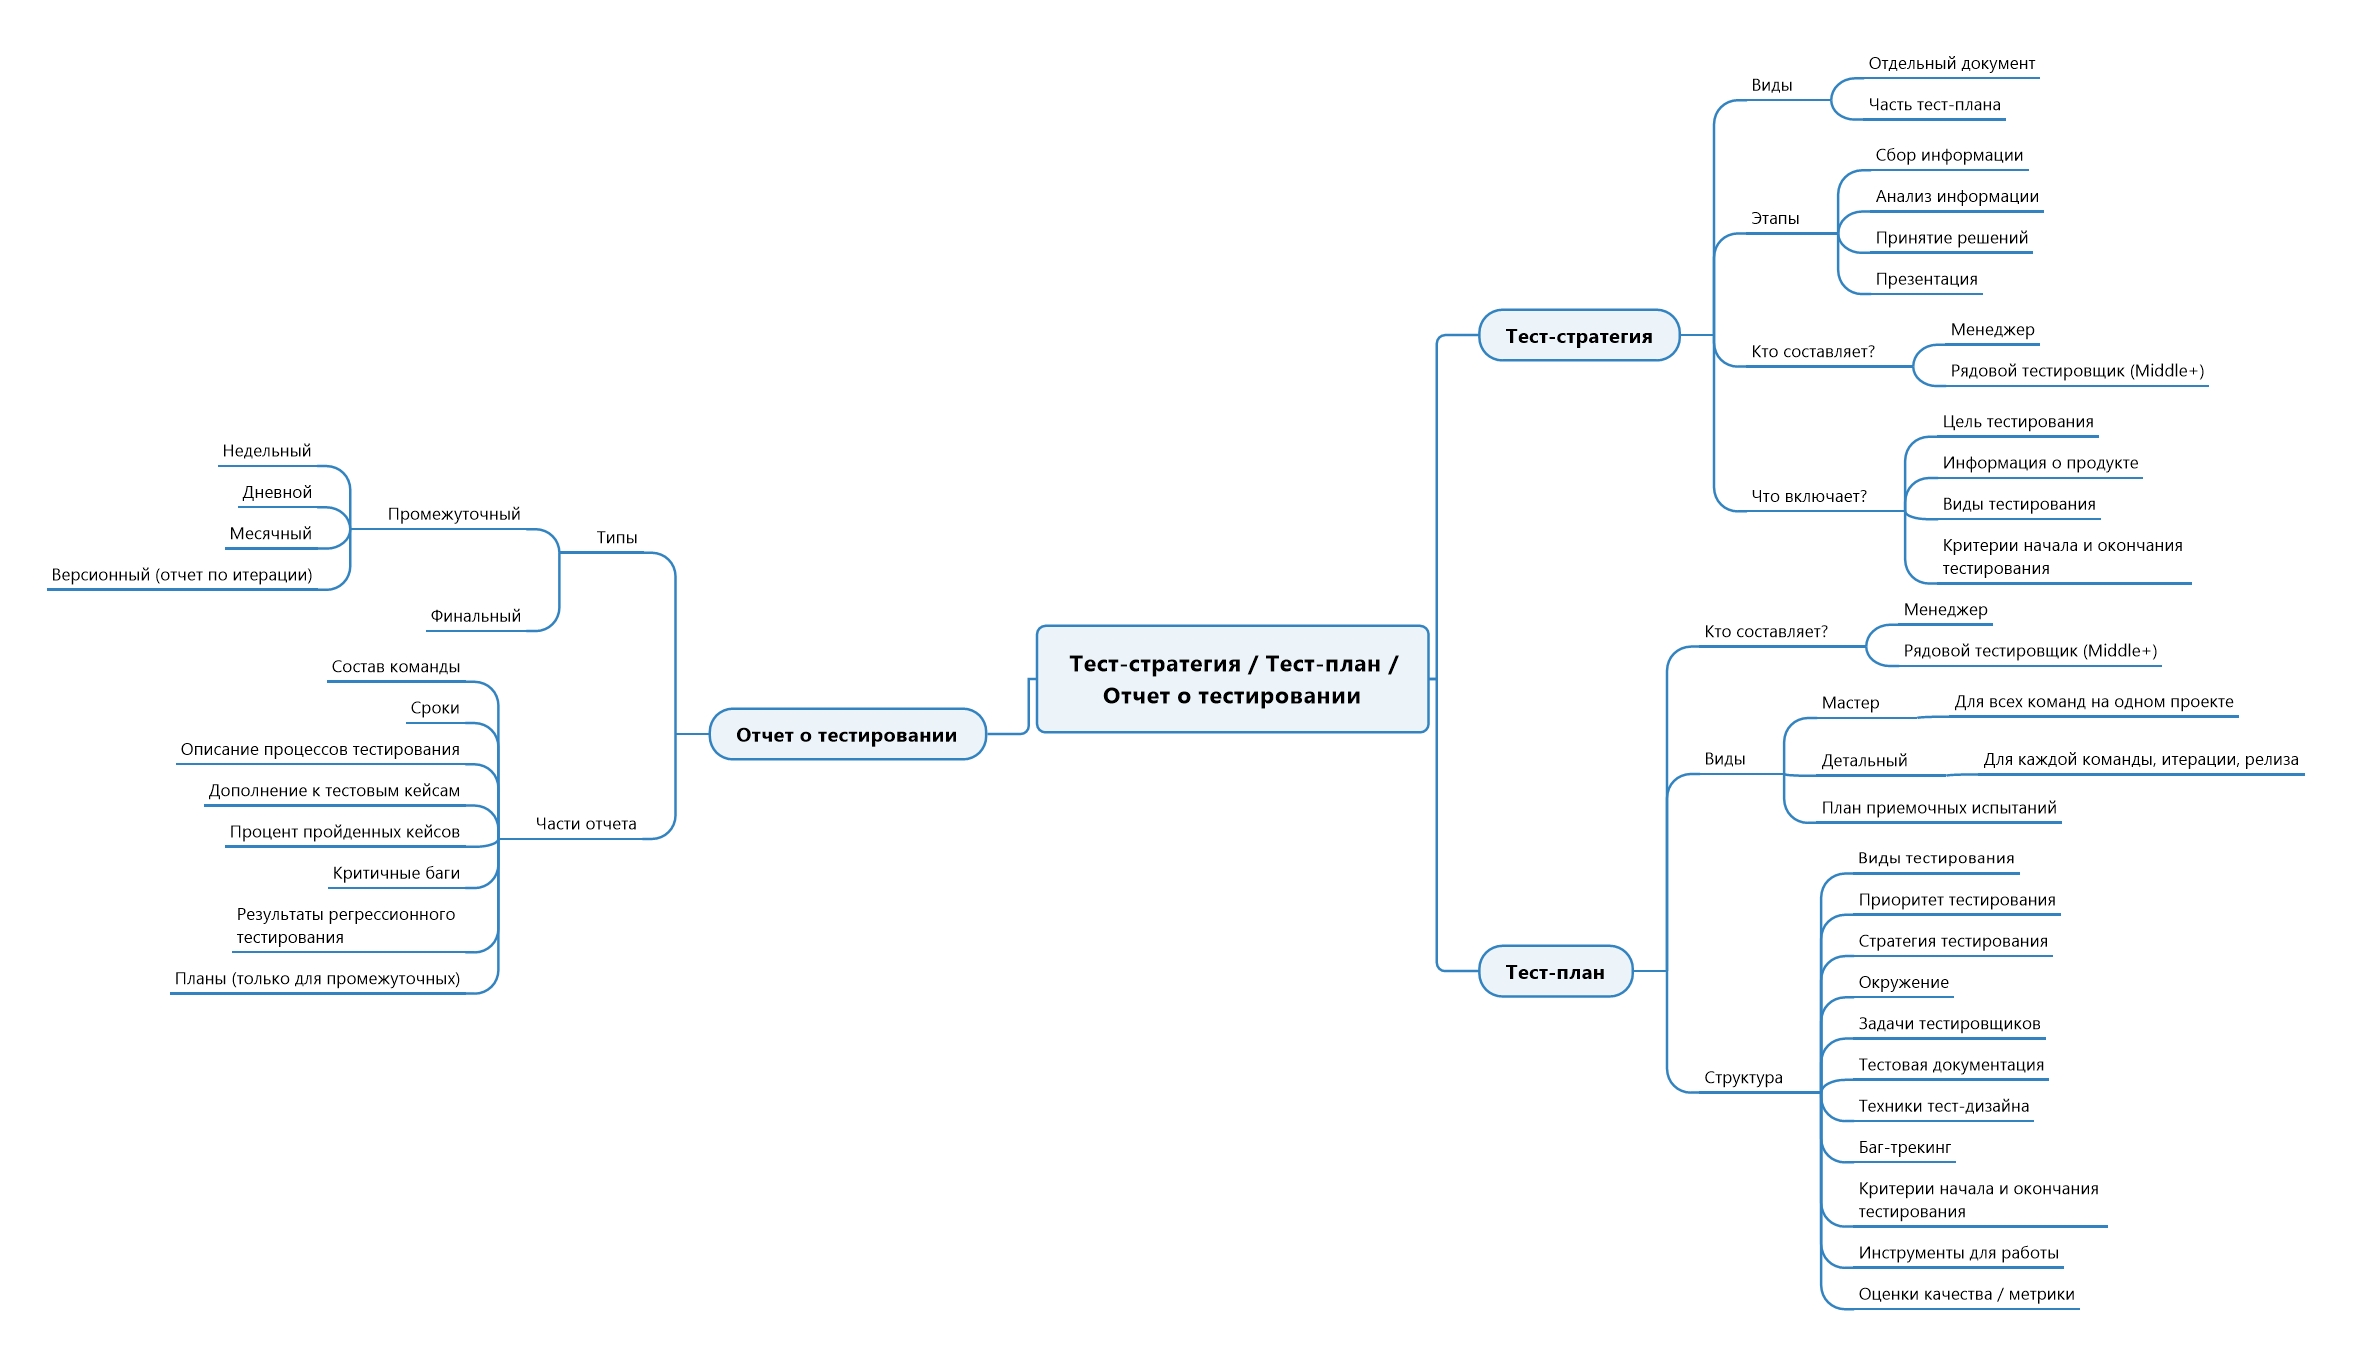 Тест-стратегия / Тест-план /
Отчет о тестировании
Тест-стратегия
Виды
Отдельный документ
Часть тест-плана
Этапы
Сбор информации
Анализ информации
Принятие решений
Презентация
Кто составляет?
Менеджер
Рядовой тестировщик (Middle+)
Что включает?
Цель тестирования
Информация о продукте
Виды тестирования
Критерии начала и окончания
тестирования
Тест-план
Кто составляет?
Менеджер
Рядовой тестировщик (Middle+)
Виды
Мастер
Для всех команд на одном проекте
Детальный
Для каждой команды, итерации, релиза
План приемочных испытаний
Структура
Виды тестирования
Приоритет тестирования
Стратегия тестирования
Окружение
Задачи тестировщиков
Тестовая документация
Техники тест-дизайна
Баг-трекинг
Критерии начала и окончания
тестирования
Инструменты для работы
Оценки качества / метрики
Отчет о тестировании
Типы
Промежуточный
Недельный
Дневной
Месячный
Версионный (отчет по итерации)
Финальный
Части отчета
Состав команды
Сроки
Описание процессов тестирования
Дополнение к тестовым кейсам
Процент пройденных кейсов
Критичные баги
Результаты регрессионного
тестирования
Планы (только для промежуточных)